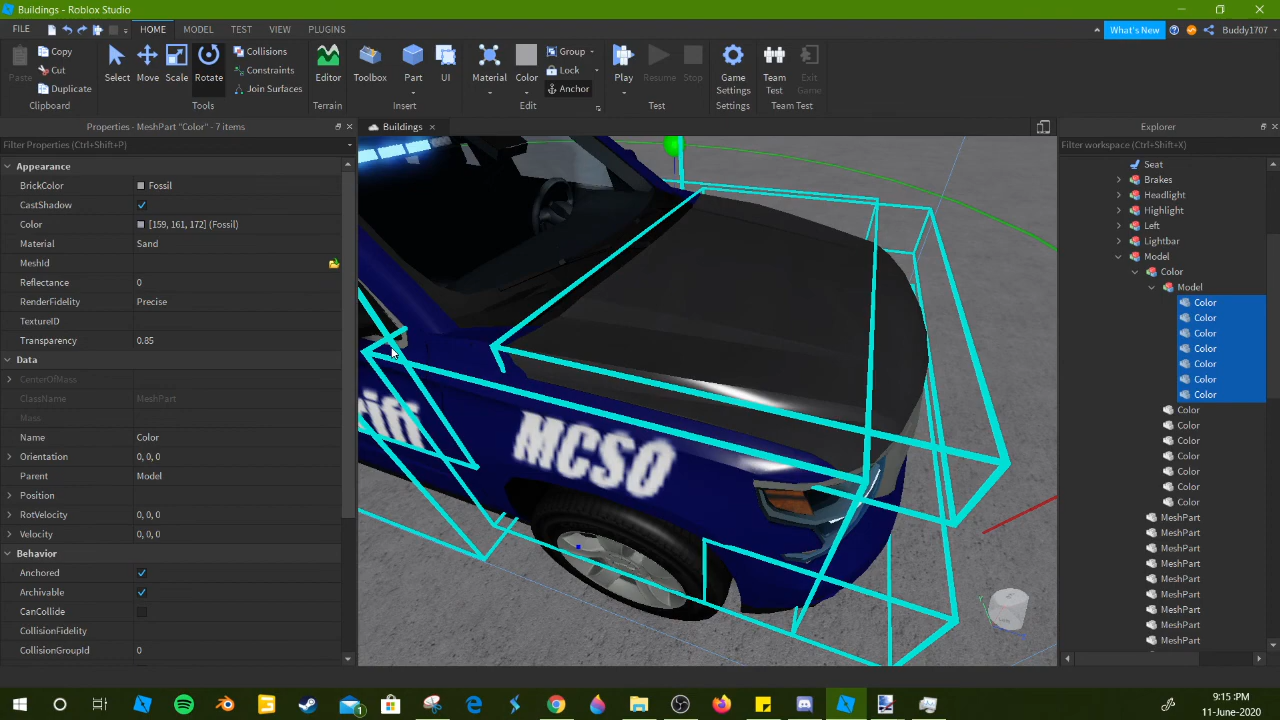 Buildings - Roblox Studio
FILE HOME MODEL TEST VIEW PLUGINS What's New Buddy1707
Paste Copy Cut Duplicate Select Move Scale Rotate Collisions Constraints Join Surfaces Editor Toolbox Part UI Material Color Group Lock Anchor Play Resume Stop Game Settings Team Test Exit Game
Clipboard Tools Terrain Insert Edit Test Settings Team Test
Properties - MeshPart "Color" - 7 items
Filter Properties (Ctrl+Shift+P)
Appearance
BrickColor Fossil
CastShadow
Color [159, 161, 172] (Fossil)
Material Sand
MeshId
Reflectance 0
RenderFidelity Precise
TextureID
Transparency 0.85
Data
CenterOfMass
ClassName MeshPart
Mass
Name Color
Orientation 0, 0, 0
Parent Model
Position
RotVelocity 0, 0, 0
Velocity 0, 0, 0
Behavior
Anchored
Archivable
CanCollide
CollisionFidelity
CollisionGroupId 0
Buildings
riff
MCSO
Explorer
Filter workspace (Ctrl+Shift+X)
Seat
Brakes
Headlight
Highlight
Left
Lightbar
Model
Color
Model
Color
Color
Color
Color
Color
Color
Color
Color
Color
Color
Color
Color
Color
Color
MeshPart
MeshPart
MeshPart
MeshPart
MeshPart
MeshPart
MeshPart
MeshPart
MeshPart
1
9:15 PM
11-June-2020